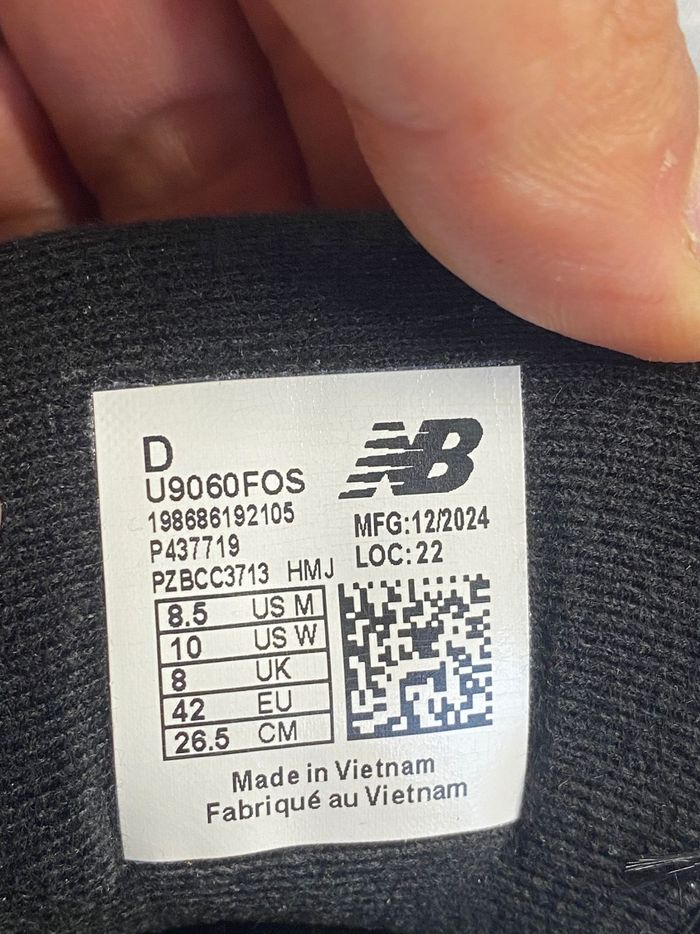 D
U9060FOS
198686192105
P437719
PZBCC3713 HMJ
NB
MFG:12/2024
LOC:22
8.5 US M
10 US W
8 UK
42 EU
26.5 CM
Made in Vietnam
Fabriqué au Vietnam